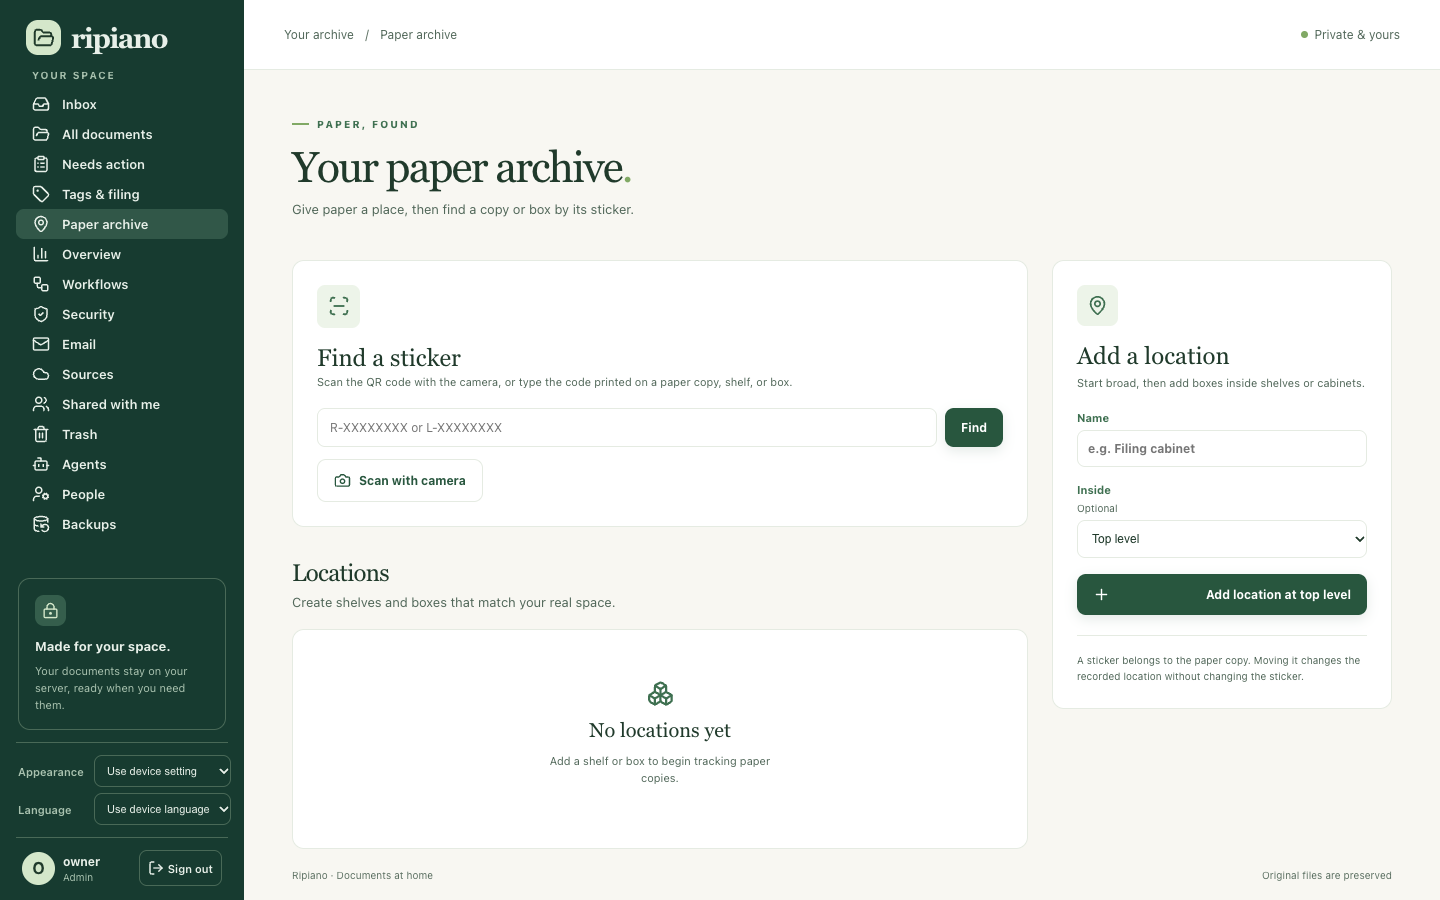 ripiano
YOUR SPACE
Inbox
All documents
Needs action
Tags & filing
Paper archive
Overview
Workflows
Security
Email
Sources
Shared with me
Trash
Agents
People
Backups
Made for your space.
Your documents stay on your
server, ready when you need
them.
Appearance
Use device setting
Language
Use device language
O
owner
Admin
Sign out
Your archive / Paper archive
Private & yours
PAPER, FOUND
Your paper archive.
Give paper a place, then find a copy or box by its sticker.
Find a sticker
Scan the QR code with the camera, or type the code printed on a paper copy, shelf, or box.
R-XXXXXXXX or L-XXXXXXXX
Find
Scan with camera
Locations
Create shelves and boxes that match your real space.
No locations yet
Add a shelf or box to begin tracking paper
copies.
Add a location
Start broad, then add boxes inside shelves or cabinets.
Name
e.g. Filing cabinet
Inside
Optional
Top level
Add location at top level
A sticker belongs to the paper copy. Moving it changes the
recorded location without changing the sticker.
Ripiano · Documents at home
Original files are preserved